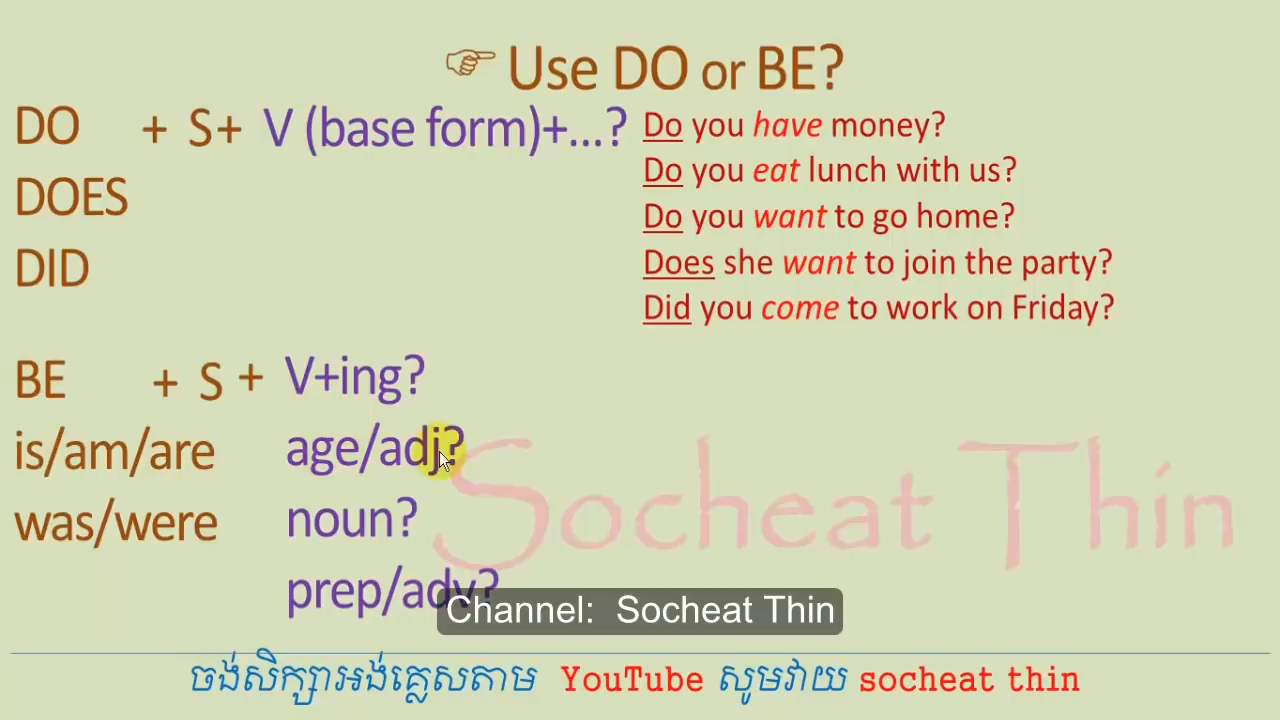 ☞ Use DO or BE?
DO + S+ V (base form)+...?
DOES
DID
Do you have money?
Do you eat lunch with us?
Do you want to go home?
Does she want to join the party?
Did you come to work on Friday?
BE + S + V+ing?
is/am/are age/adj?
was/were noun?
prep/adv?
Socheat Thin
Channel: Socheat Thin
ចង់សិក្សាអង់គ្លេសតាម YouTube សូមវាយ socheat thin